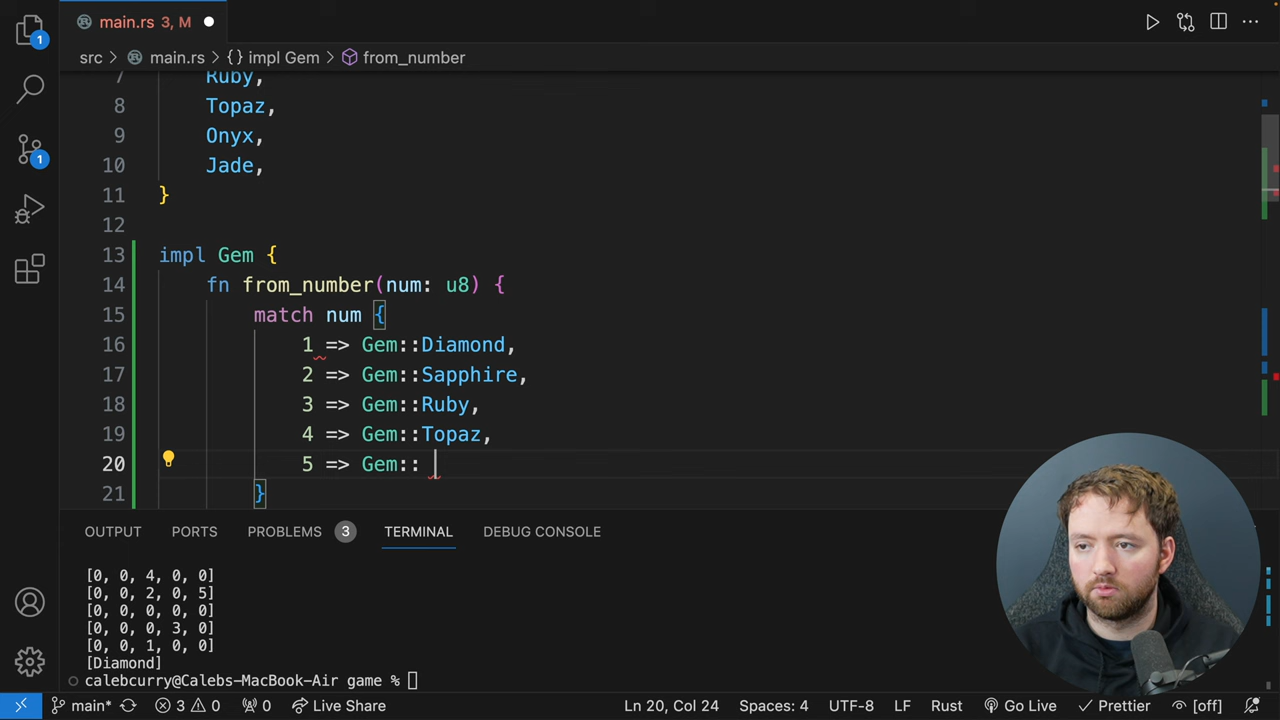 main.rs 3, M
src > main.rs > {} impl Gem > from_number
1
7 Ruby,
8 Topaz,
9 Onyx,
10 Jade,
11 }
12
13 impl Gem {
14 fn from_number(num: u8) {
15 match num {
16 1 => Gem::Diamond,
17 2 => Gem::Sapphire,
18 3 => Gem::Ruby,
19 4 => Gem::Topaz,
20 5 => Gem::
21 }
1
OUTPUT PORTS PROBLEMS 3 TERMINAL DEBUG CONSOLE
[0, 0, 4, 0, 0]
[0, 0, 2, 0, 5]
[0, 0, 0, 0, 0]
[0, 0, 0, 3, 0]
[0, 0, 1, 0, 0]
[Diamond]
calebcurry@Calebs-MacBook-Air game %
main* 3 0 0 Live Share Ln 20, Col 24 Spaces: 4 UTF-8 LF Rust Go Live Prettier [off]